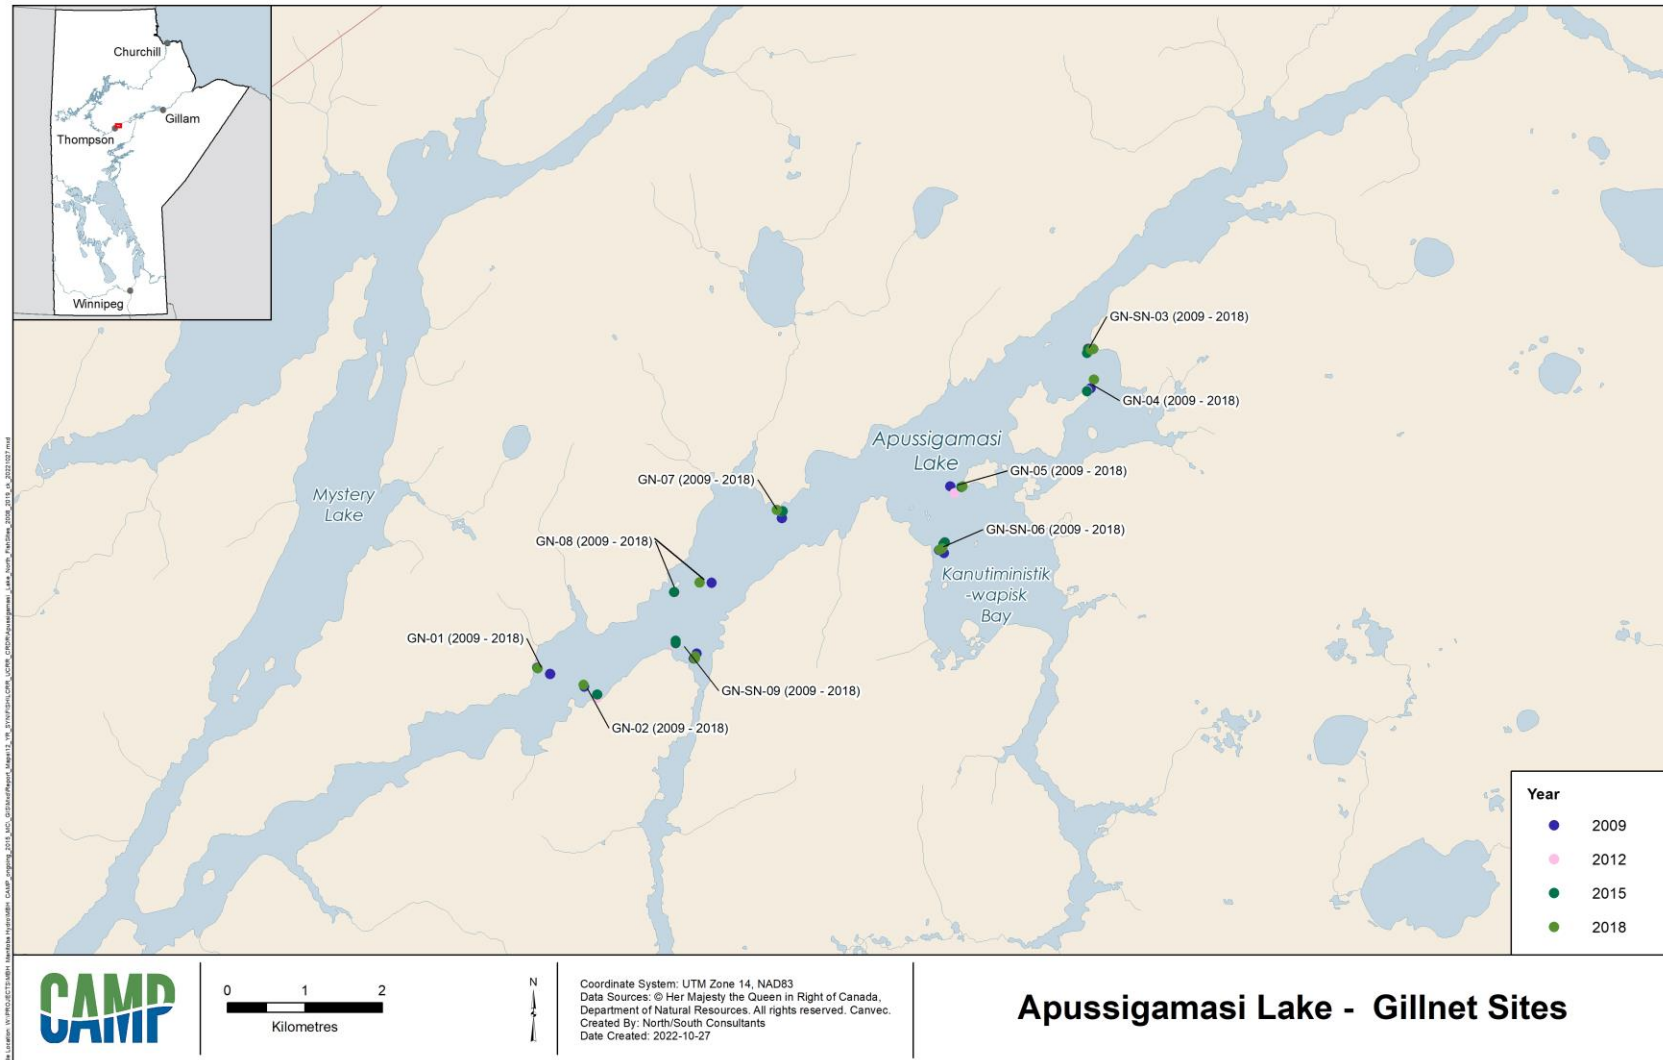 Churchill
Gillam
Thompson
Winnipeg
GN-SN-03 (2009 - 2018)
GN-04 (2009 - 2018)
Apussigamasi
Lake
GN-05 (2009 - 2018)
GN-07 (2009 - 2018)
Mystery
Lake
GN-SN-06 (2009 - 2018)
GN-08 (2009 - 2018)
Kanutiministik
-wapisk
Bay
GN-01 (2009 - 2018)
GN-SN-09 (2009 - 2018)
GN-02 (2009 - 2018)
Year
2009
2012
2015
2018
CAMP
0 1 2
Kilometres
N
Coordinate System: UTM Zone 14, NAD83
Data Sources: © Her Majesty the Queen in Right of Canada,
Department of Natural Resources. All rights reserved. Canvec.
Created By: North/South Consultants
Date Created: 2022-10-27
Apussigamasi Lake - Gillnet Sites